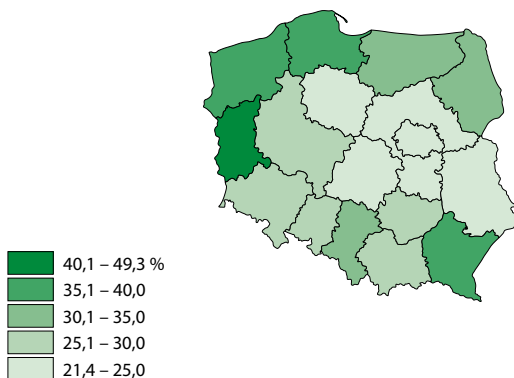 40,1 – 49,3 %
35,1 – 40,0
30,1 – 35,0
25,1 – 30,0
21,4 – 25,0